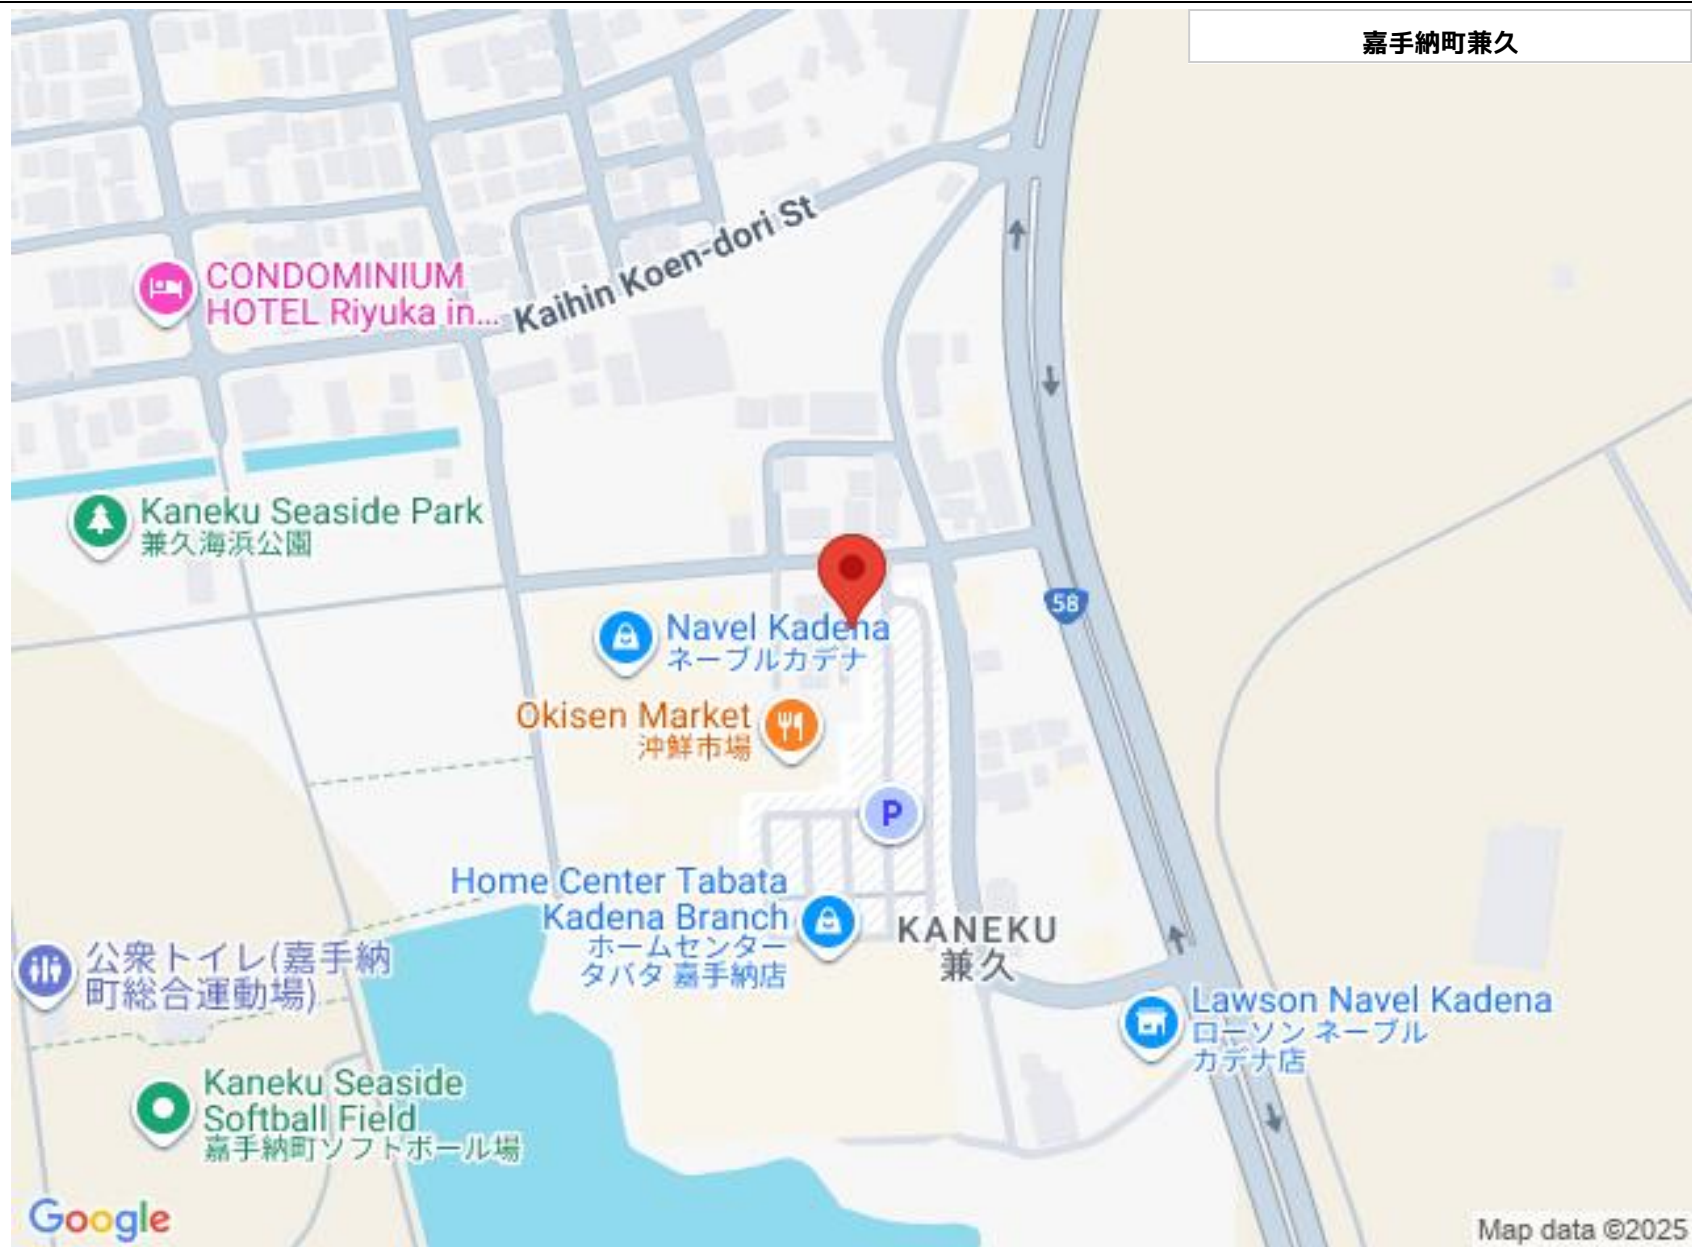 嘉手納町兼久
Kaihin Koen-dori St
CONDOMINIUM
HOTEL Riyuka in...
Kaneku Seaside Park
兼久海浜公園
58
Navel Kadena
ネーブルカデナ
Okisen Market
沖鮮市場
P
Home Center Tabata
Kadena Branch
ホームセンター
タバタ 嘉手納店
KANEKU
兼久
公衆トイレ(嘉手納
町総合運動場)
Lawson Navel Kadena
ローソン ネーブル
カデナ店
Kaneku Seaside
Softball Field
嘉手納町ソフトボール場
Google
Map data ©2025